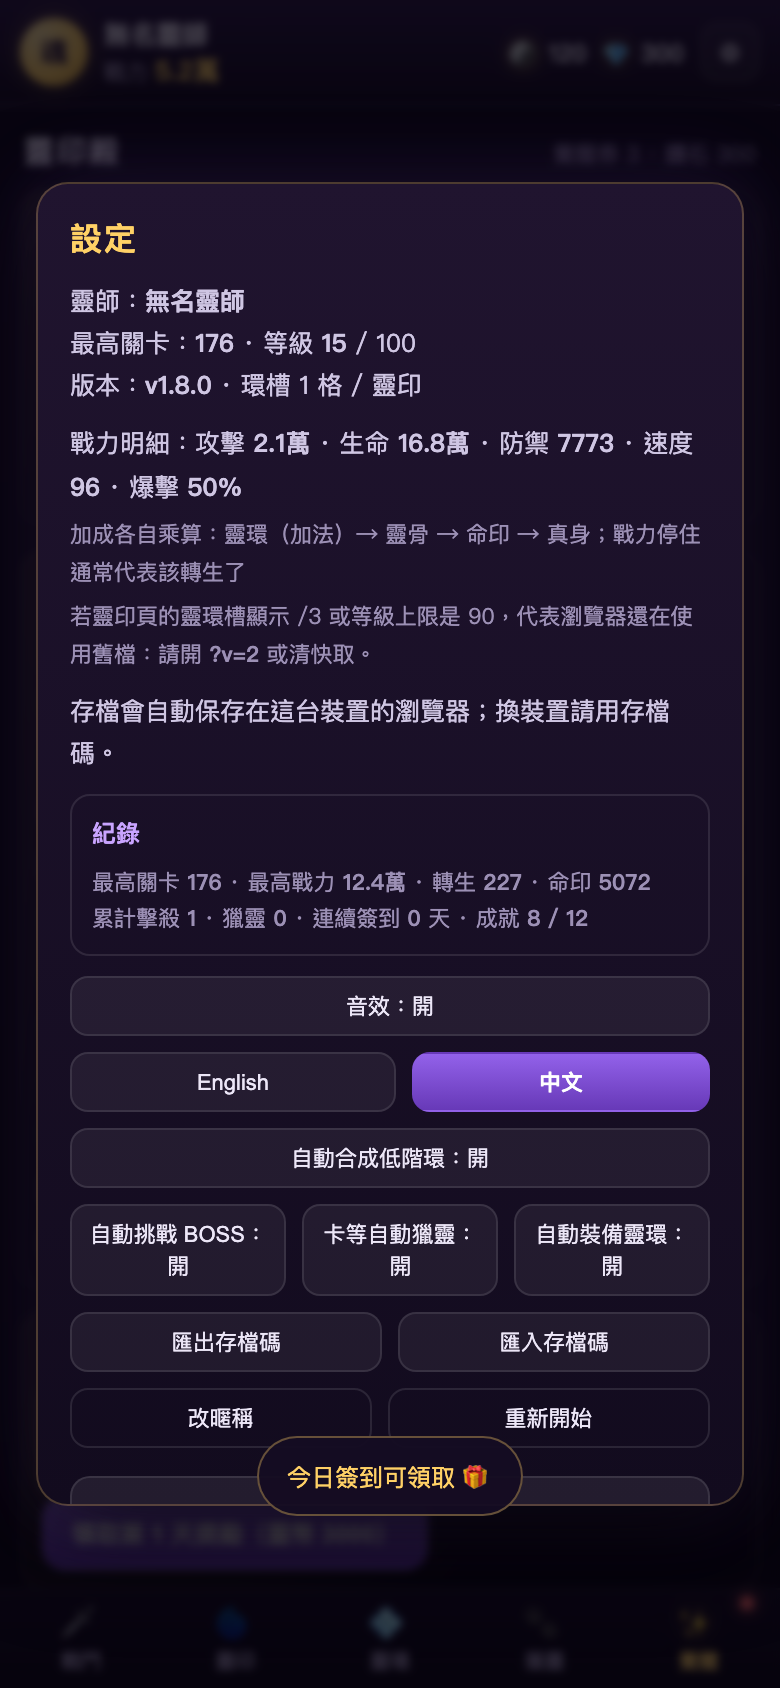 無名靈師
戰力 5.2萬
120
300
設定
靈師：無名靈師
最高關卡：176 · 等級 15 / 100
版本：v1.8.0 · 環槽 1 格 / 靈印
戰力明細：攻擊 2.1萬 · 生命 16.8萬 · 防禦 7773 · 速度
96 · 爆擊 50%
加成各自乘算：靈環（加法）→ 靈骨 → 命印 → 真身；戰力停住
通常代表該轉生了
若靈印頁的靈環槽顯示 /3 或等級上限是 90，代表瀏覽器還在使
用舊檔：請開 ?v=2 或清快取。
存檔會自動保存在這台裝置的瀏覽器；換裝置請用存檔
碼。
紀錄
最高關卡 176 · 最高戰力 12.4萬 · 轉生 227 · 命印 5072
累計擊殺 1 · 獵靈 0 · 連續簽到 0 天 · 成就 8 / 12
音效：開
English
中文
自動合成低階環：開
自動挑戰 BOSS：
開
卡等自動獵靈：
開
自動裝備靈環：
開
匯出存檔碼
匯入存檔碼
改暱稱
重新開始
今日簽到可領取